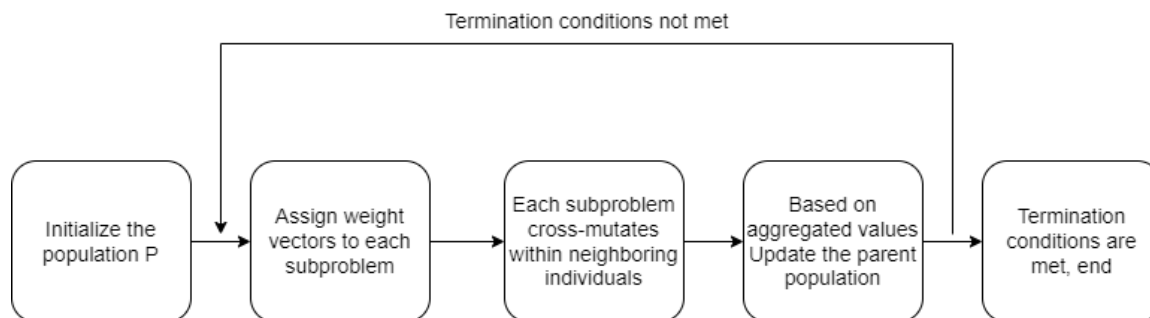 Termination conditions not met
Initialize the
population P
Assign weight
vectors to each
subproblem
Each subproblem
cross-mutates
within neighboring
individuals
Based on
aggregated values
Update the parent
population
Termination
conditions are
met, end